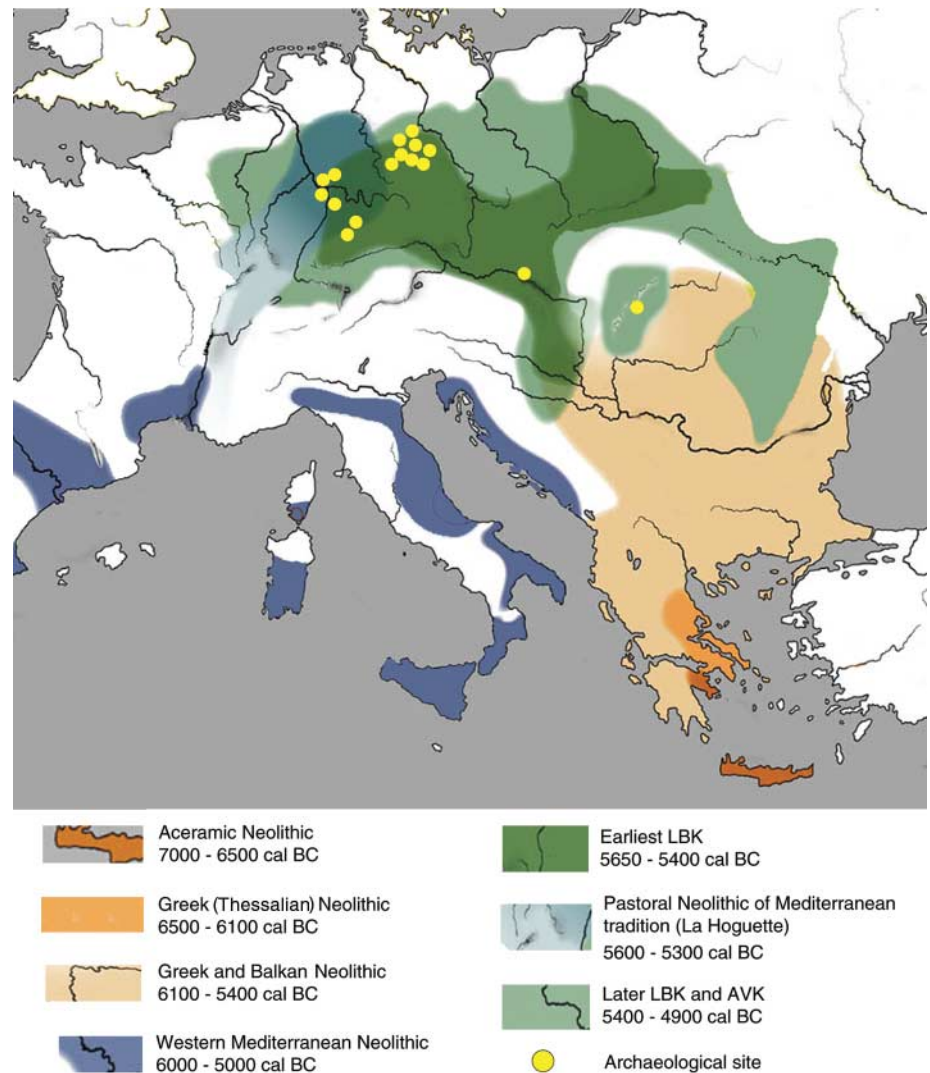 Aceramic Neolithic
7000 - 6500 cal BC
Greek (Thessalian) Neolithic
6500 - 6100 cal BC
Greek and Balkan Neolithic
6100 - 5400 cal BC
Western Mediterranean Neolithic
6000 - 5000 cal BC
Earliest LBK
5650 - 5400 cal BC
Pastoral Neolithic of Mediterranean
tradition (La Hoguette)
5600 - 5300 cal BC
Later LBK and AVK
5400 - 4900 cal BC
Archaeological site